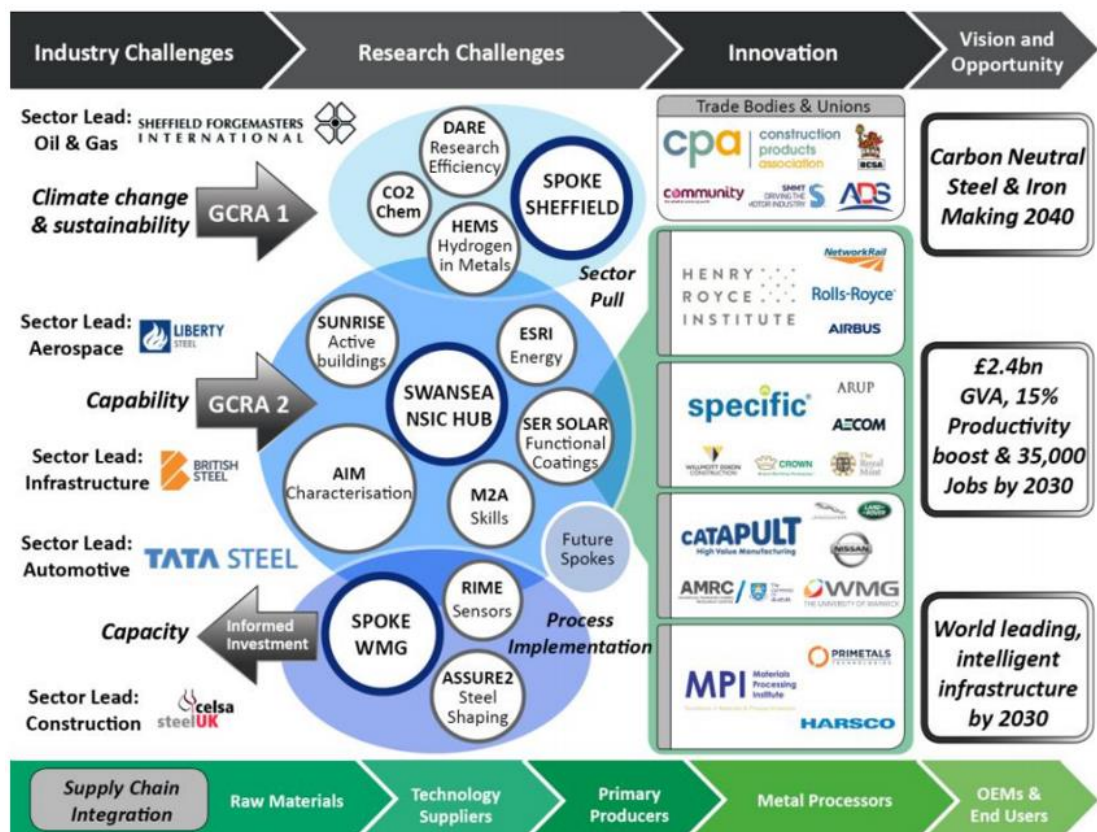 Industry Challenges
Research Challenges
Innovation
Vision and
Opportunity
Sector Lead:
Oil & Gas
SHEFFIELD FORGEMASTERS
INTERNATIONAL
Climate change
& sustainability
GCRA 1
Sector Lead:
Aerospace
LIBERTY
STEEL
Capability
GCRA 2
Sector Lead:
Infrastructure
BRITISH
STEEL
Sector Lead:
Automotive
TATA STEEL
Capacity
Informed
Investment
Sector Lead:
Construction
celsa
steelUK
DARE
Research
Efficiency
CO2
Chem
SPOKE
SHEFFIELD
HEMS
Hydrogen
in Metals
Sector
Pull
SUNRISE
Active
buildings
ESRI
Energy
SWANSEA
NSIC HUB
SER SOLAR
Functional
Coatings
AIM
Characterisation
M2A
Skills
Future
Spokes
RIME
Sensors
SPOKE
WMG
Process
Implementation
ASSURE2
Steel
Shaping
Trade Bodies & Unions
cpa
construction
products
association
BCSA
community
SMMT
DRIVING THE
MOTOR INDUSTRY
ADS
HENRY
ROYCE
INSTITUTE
NetworkRail
Rolls-Royce
AIRBUS
specific
ARUP
AECOM
WILLMOTT DIXON
CONSTRUCTION
CROWN
The
Royal
Mint
CATAPULT
High Value Manufacturing
LAND
ROVER
NISSAN
AMRC
WMG
THE UNIVERSITY OF WARWICK
MPI
Materials
Processing
Institute
PRIMETALS
TECHNOLOGIES
HARSCO
Carbon Neutral
Steel & Iron
Making 2040
£2.4bn
GVA, 15%
Productivity
boost & 35,000
Jobs by 2030
World leading,
intelligent
infrastructure
by 2030
Supply Chain
Integration
Raw Materials
Technology
Suppliers
Primary
Producers
Metal Processors
OEMs &
End Users